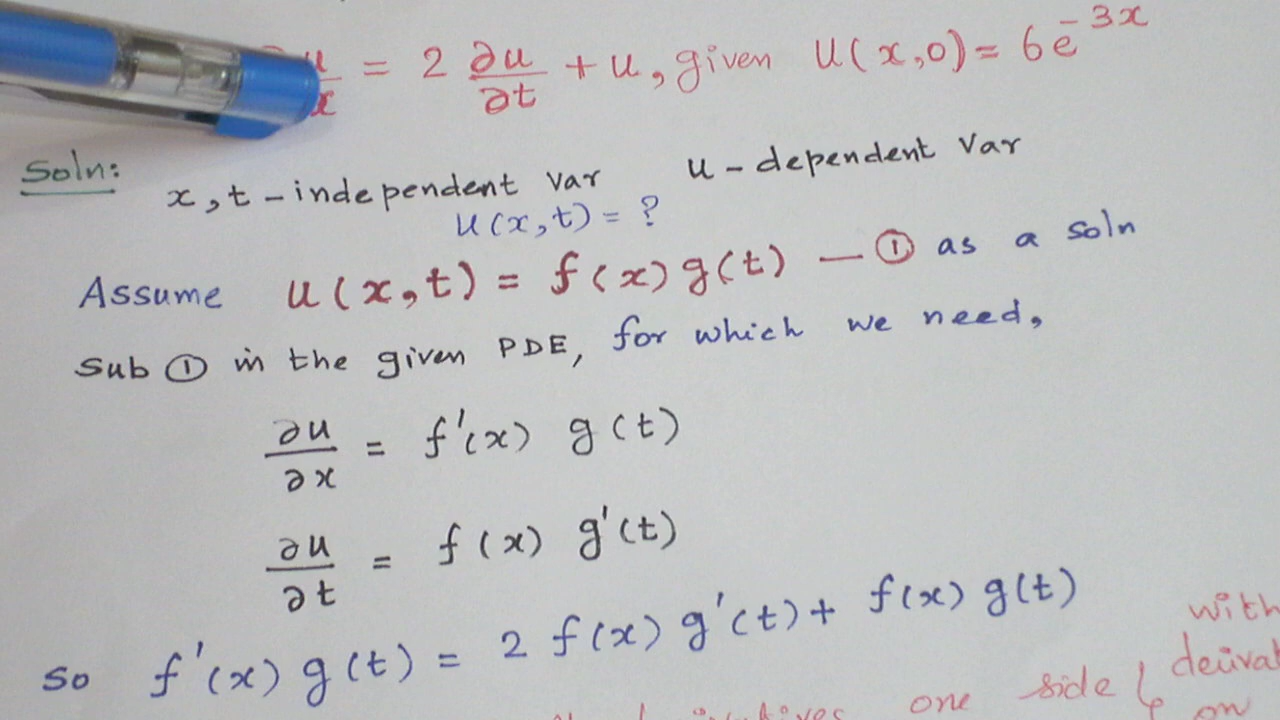 = 2 ∂u/∂t + u, given U(x,0) = 6e^-3x
Soln:
x, t - independent var u - dependent var
u(x,t) = ?
Assume u(x,t) = f(x) g(t) — ① as a soln
Sub ① in the given PDE, for which we need,
∂u/∂x = f'(x) g(t)
∂u/∂t = f(x) g'(t)
So f'(x) g(t) = 2 f(x) g'(t) + f(x) g(t)
with
one side
on